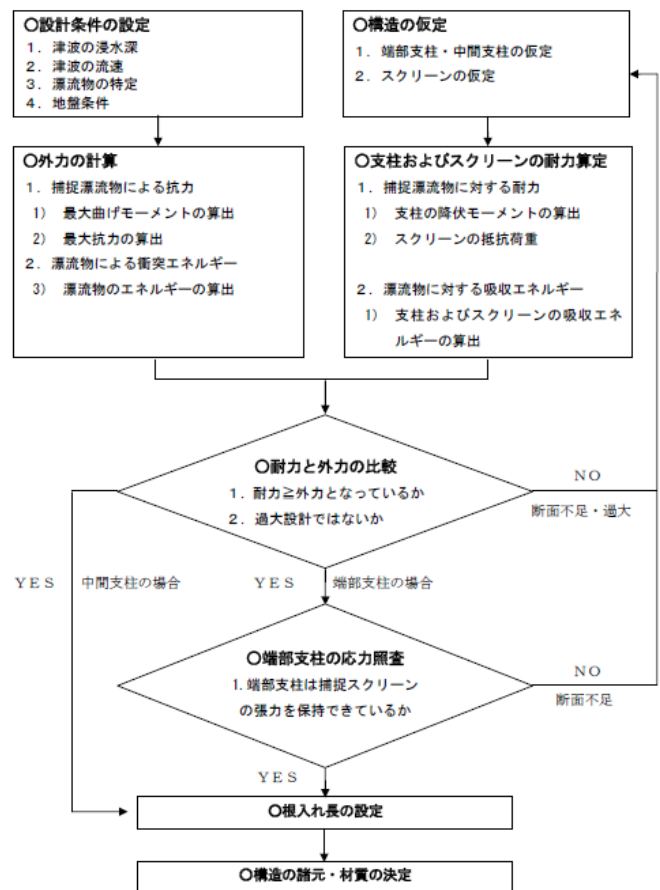 〇設計条件の設定
1．津波の浸水深
2．津波の流速
3．漂流物の特定
4．地盤条件
〇構造の仮定
1．端部支柱・中間支柱の仮定
2．スクリーンの仮定
〇外力の計算
1．捕捉漂流物による抗力
1） 最大曲げモーメントの算出
2） 最大抗力の算出
2．漂流物による衝突エネルギー
3） 漂流物のエネルギーの算出
〇支柱およびスクリーンの耐力算定
1．捕捉漂流物に対する耐力
1） 支柱の降伏モーメントの算出
2） スクリーンの抵抗荷重
2．漂流物に対する吸収エネルギー
1） 支柱およびスクリーンの吸収エネ
ルギーの算出
〇耐力と外力の比較
1．耐力≧外力となっているか
2．過大設計ではないか
NO
断面不足・過大
YES 中間支柱の場合
YES 端部支柱の場合
〇端部支柱の応力照査
1.端部支柱は捕捉スクリーン
の張力を保持できているか
NO
断面不足
YES
〇根入れ長の設定
〇構造の諸元・材質の決定